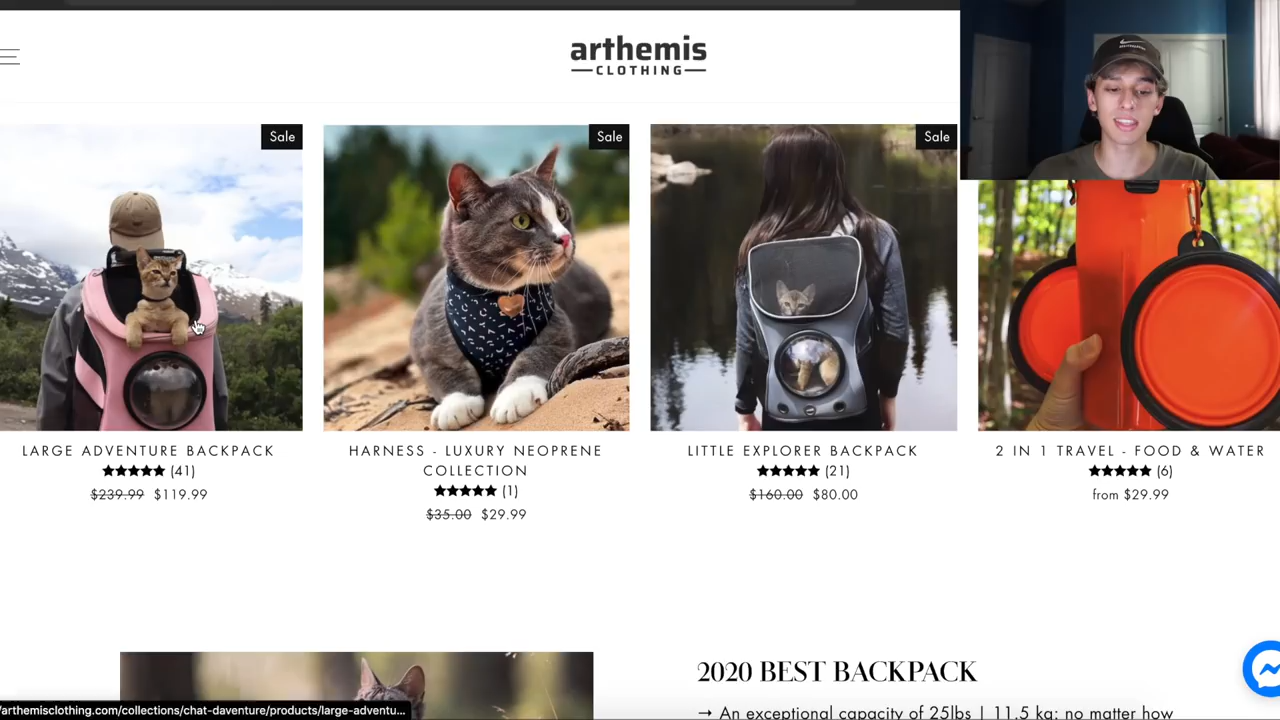 arthemis
CLOTHING
Sale
Sale
Sale
LARGE ADVENTURE BACKPACK
★★★★★ (41)
$239.99 $119.99
HARNESS - LUXURY NEOPRENE
COLLECTION
★★★★★ (1)
$35.00 $29.99
LITTLE EXPLORER BACKPACK
★★★★★ (21)
$160.00 $80.00
2 IN 1 TRAVEL - FOOD & WATER
★★★★★ (6)
from $29.99
2020 BEST BACKPACK
→ An exceptional capacity of 25lbs | 11.5 kg: no matter how
/arthemisclothing.com/collections/chat-daventure/products/large-adventu...